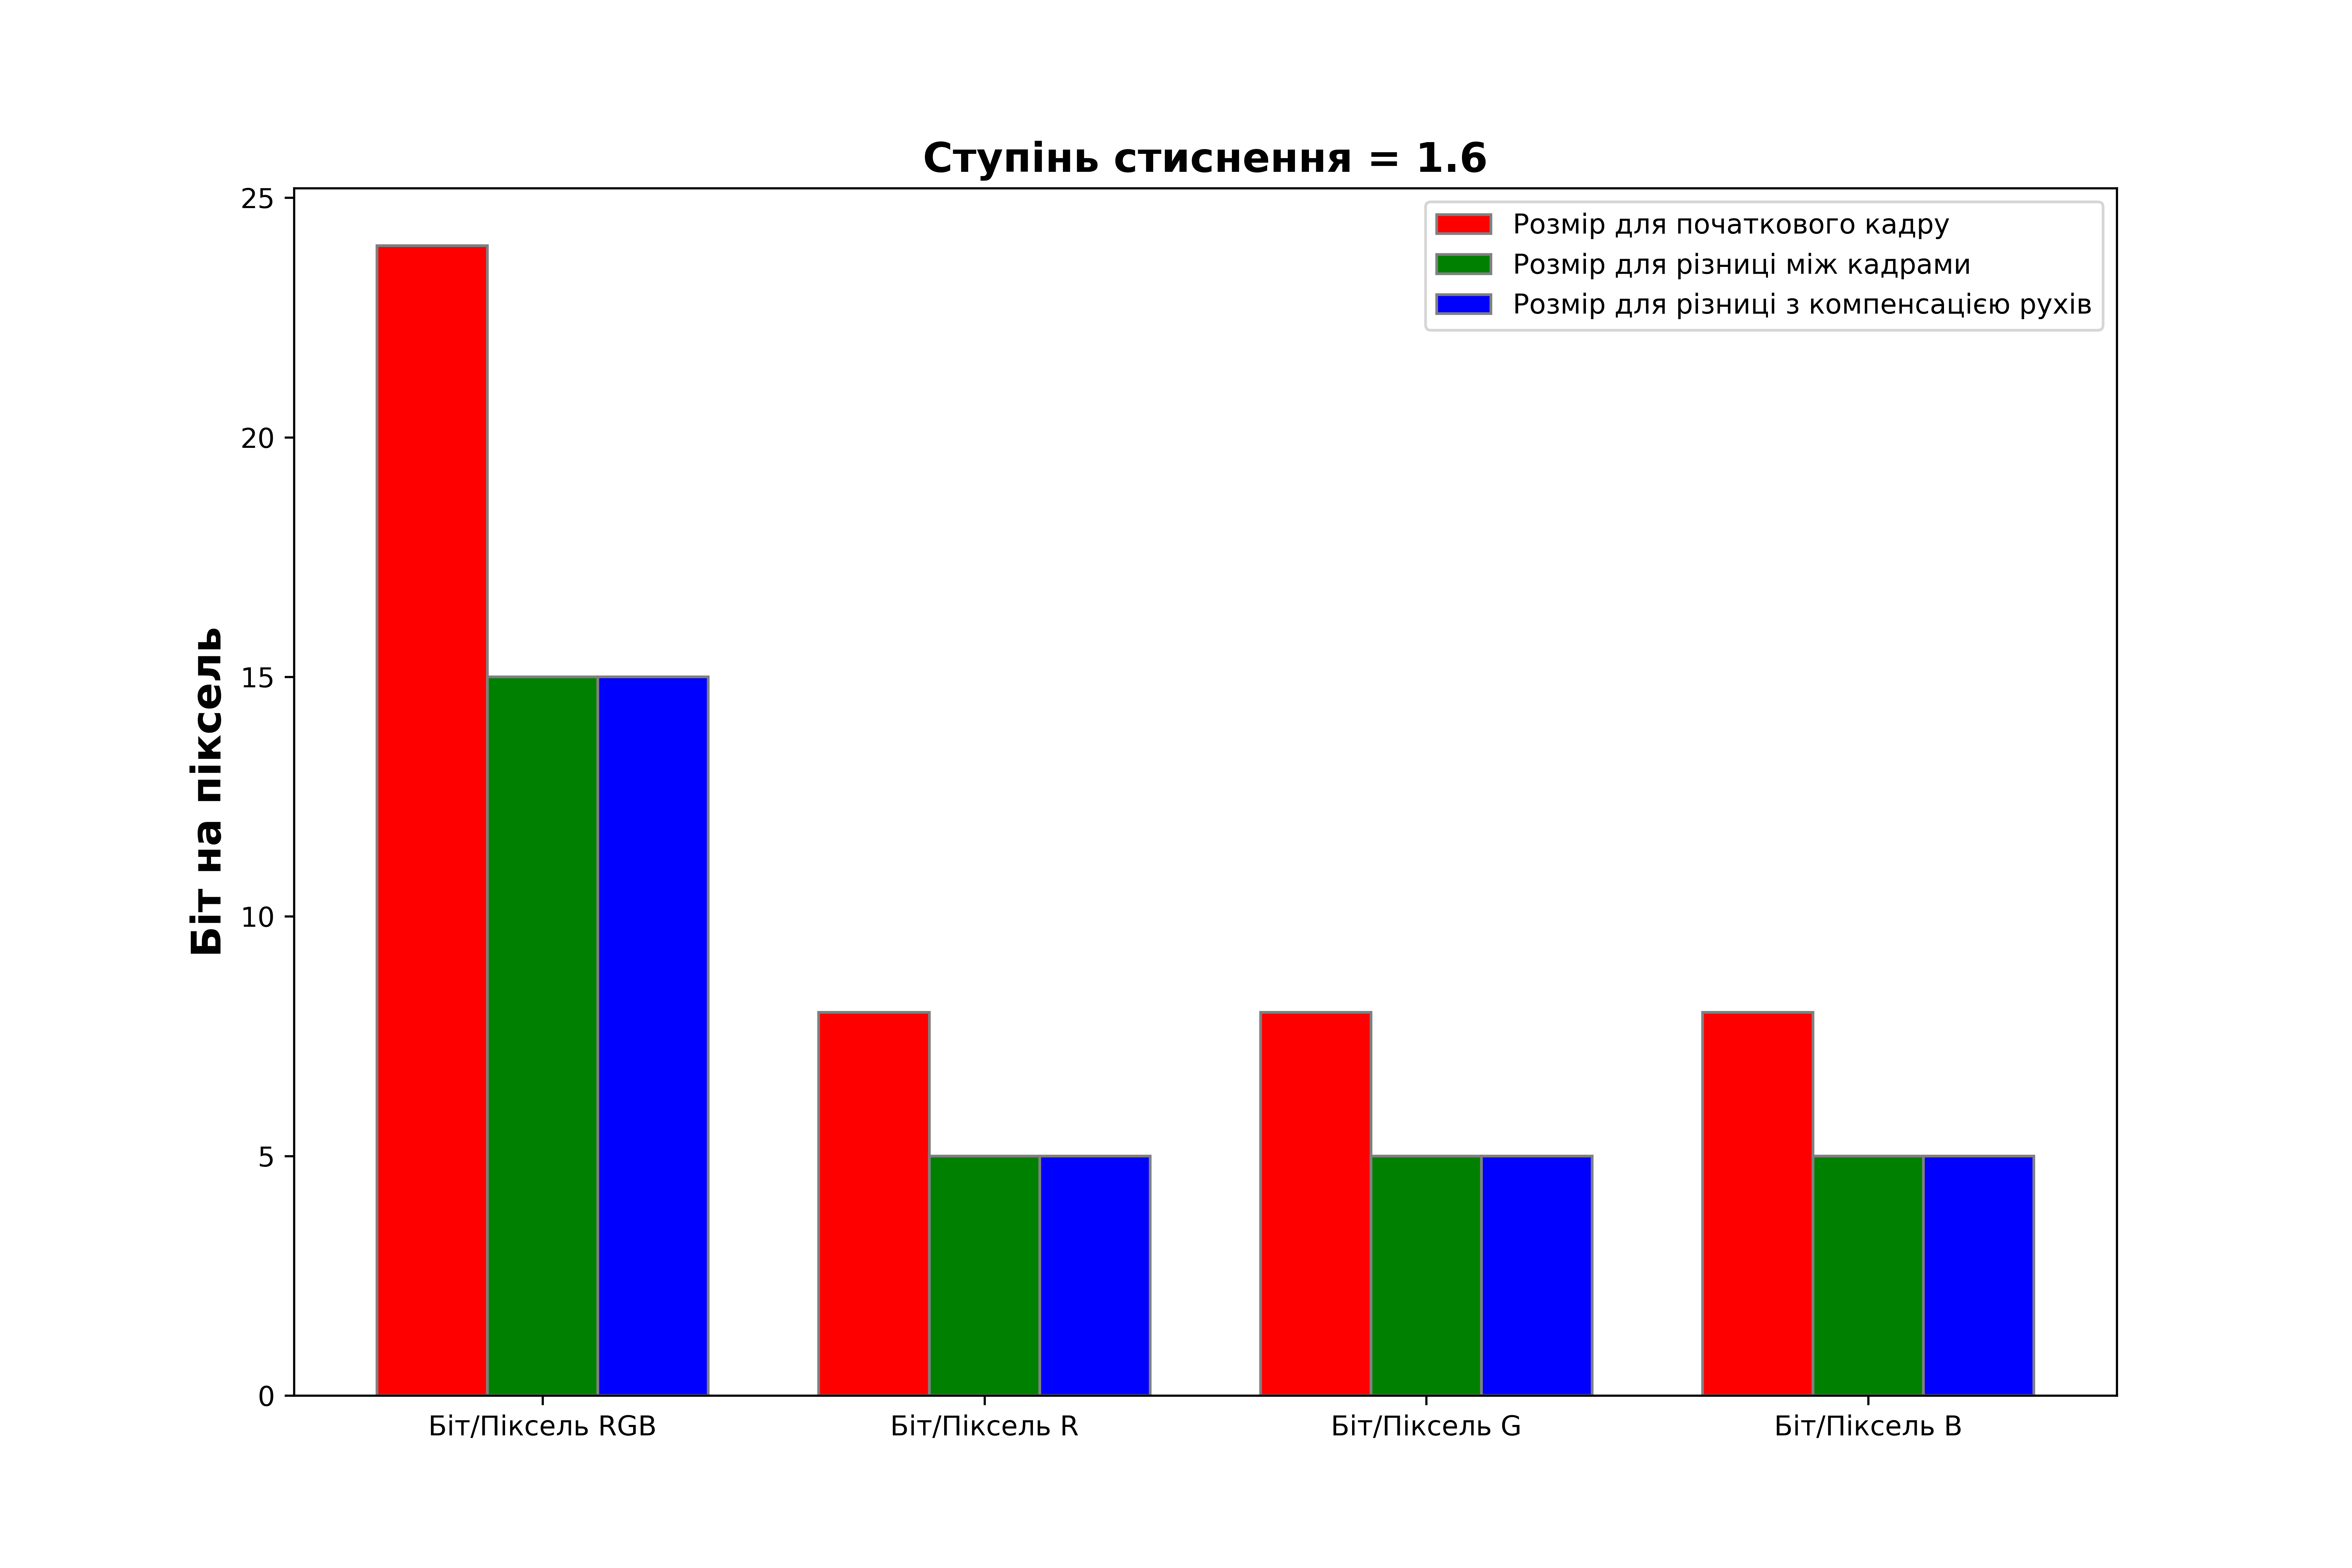 Ступінь стиснення = 1.6
Розмір для початкового кадру
Розмір для різниці між кадрами
Розмір для різниці з компенсацією рухів
Біт на піксель
25
20
15
10
5
0
Біт/Піксель RGB
Біт/Піксель R
Біт/Піксель G
Біт/Піксель B